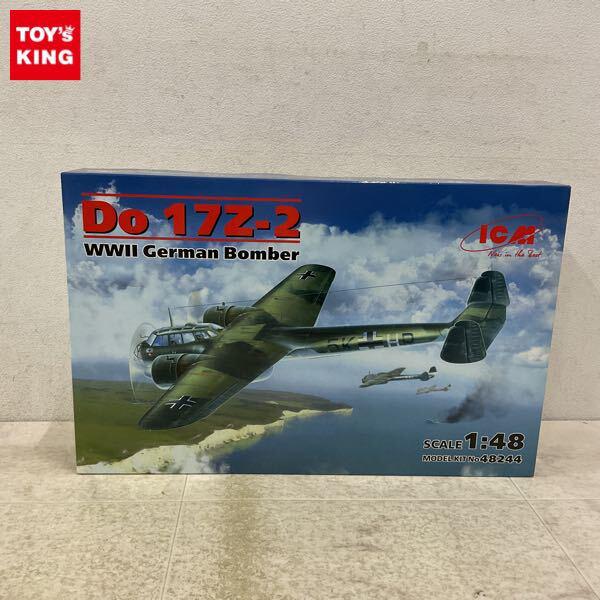 TOY's
KING
Do 17Z-2
WWII German Bomber
ICM
SCALE 1:48
MODEL KIT No 48244